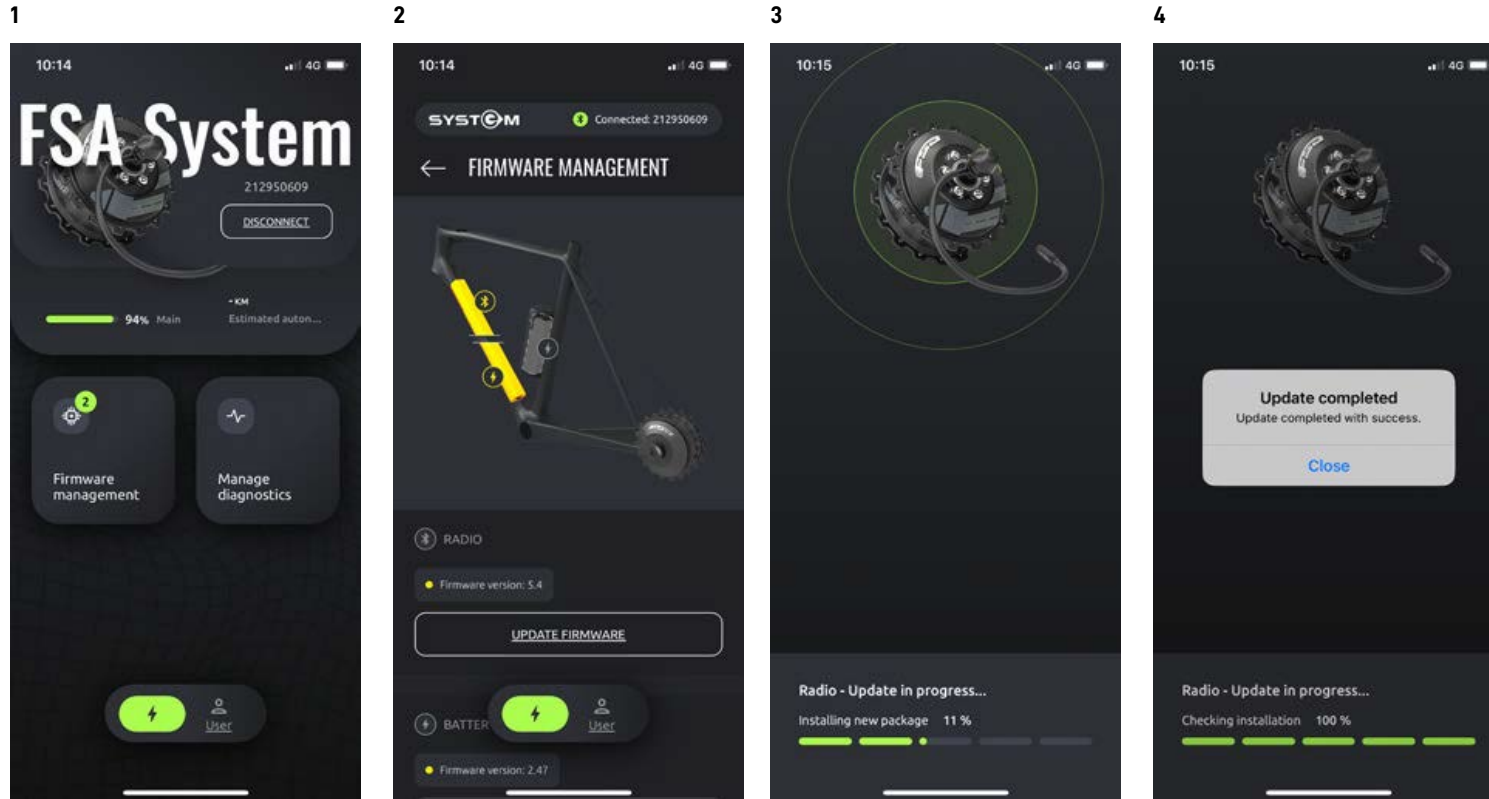 1
10:14
4G
FSA System
212950609
DISCONNECT
- KM
94% Main
Estimated auton...
2
Firmware
management
Manage
diagnostics
User
2
10:14
4G
SYSTEM
Connected: 212950609
FIRMWARE MANAGEMENT
RADIO
Firmware version: 5.4
UPDATE FIRMWARE
BATTER
User
Firmware version: 2.47
3
10:15
4G
FSA
Radio - Update in progress...
Installing new package 11 %
4
10:15
4G
FSA
Update completed
Update completed with success.
Close
Radio - Update in progress...
Checking installation 100 %